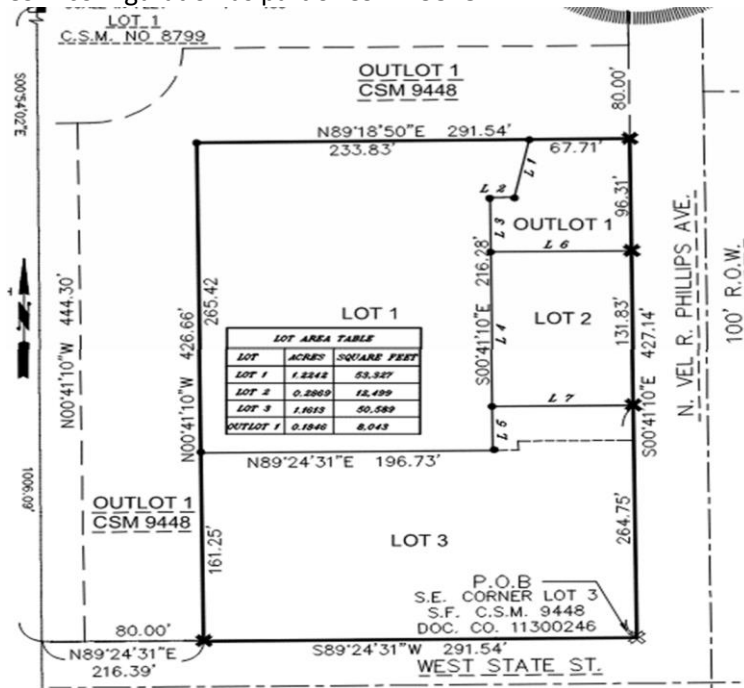 LOT 1
C.S.M. NO 8799
OUTLOT 1
CSM 9448
80.00'
S00°54'02"E
N89°18'50"E 291.54'
233.83'
67.71'
L 1
L 2
L 3
OUTLOT 1
96.31'
L 6
216.28'
N. VEL R. PHILLIPS AVE.
100' R.O.W.
444.30'
N00°41'10"W
426.66'
N00°41'10"W
265.42
LOT 1
S00°41'10"E
L 4
LOT 2
131.83'
427.14'
S00°41'10"E
LOT AREA TABLE
LOT ACRES SQUARE FEET
LOT 1 1.2242 53,327
LOT 2 0.2869 12,499
LOT 3 1.1613 50,589
OUTLOT 1 0.1846 8,043
L 7
L 5
N89°24'31"E 196.73'
1006.09'
OUTLOT 1
CSM 9448
161.25'
LOT 3
264.75'
P.O.B
S.E. CORNER LOT 3
S.F. C.S.M. 9448
DOC. CO. 11300246
80.00'
N89°24'31"E
216.39'
S89°24'31"W 291.54'
WEST STATE ST.